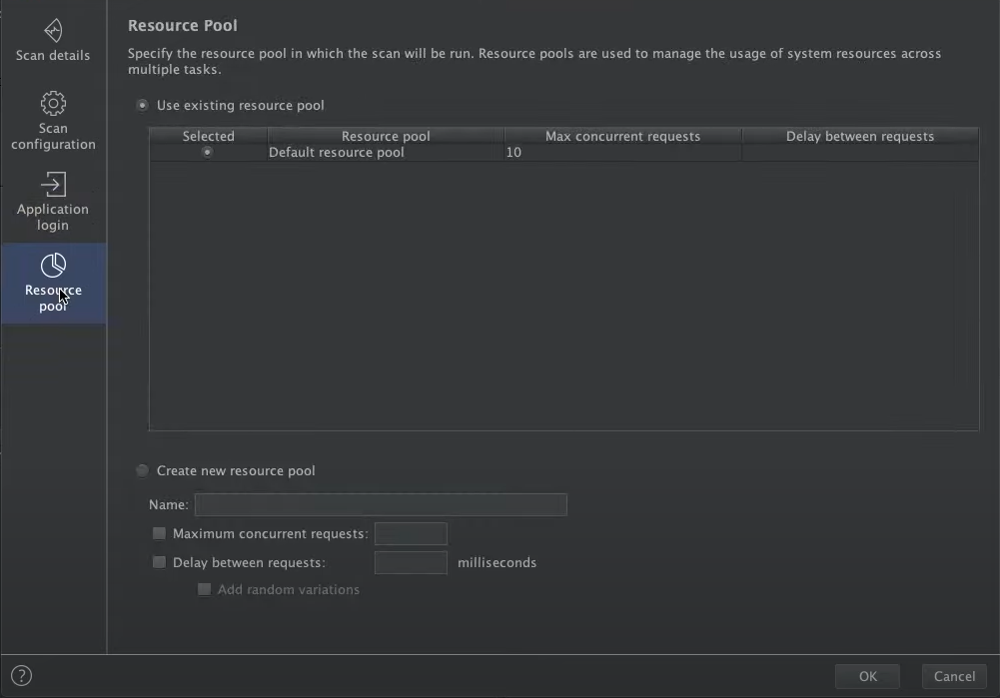 Scan details
Scan
configuration
Application
login
Resource
pool
Resource Pool
Specify the resource pool in which the scan will be run. Resource pools are used to manage the usage of system resources across
multiple tasks.
Use existing resource pool
Selected Resource pool Max concurrent requests Delay between requests
Default resource pool 10
Create new resource pool
Name:
Maximum concurrent requests:
Delay between requests: milliseconds
Add random variations
? OK Cancel